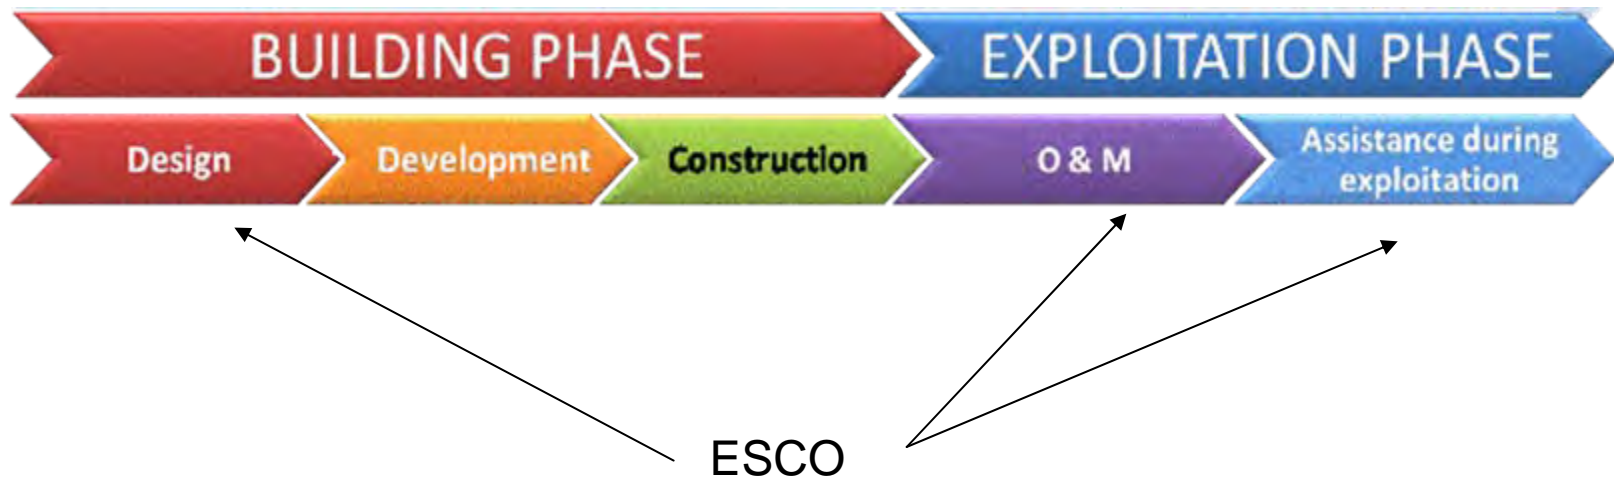 BUILDING PHASE
EXPLOITATION PHASE
Design
Development
Construction
O & M
Assistance during
exploitation
ESCO